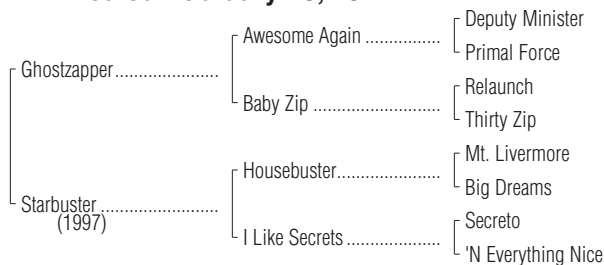 Awesome Again
Deputy Minister
Primal Force
Ghostzapper
Baby Zip
Relaunch
Thirty Zip
Housebuster
Mt. Livermore
Big Dreams
Starbuster
(1997)
I Like Secrets
Secreto
'N Everything Nice